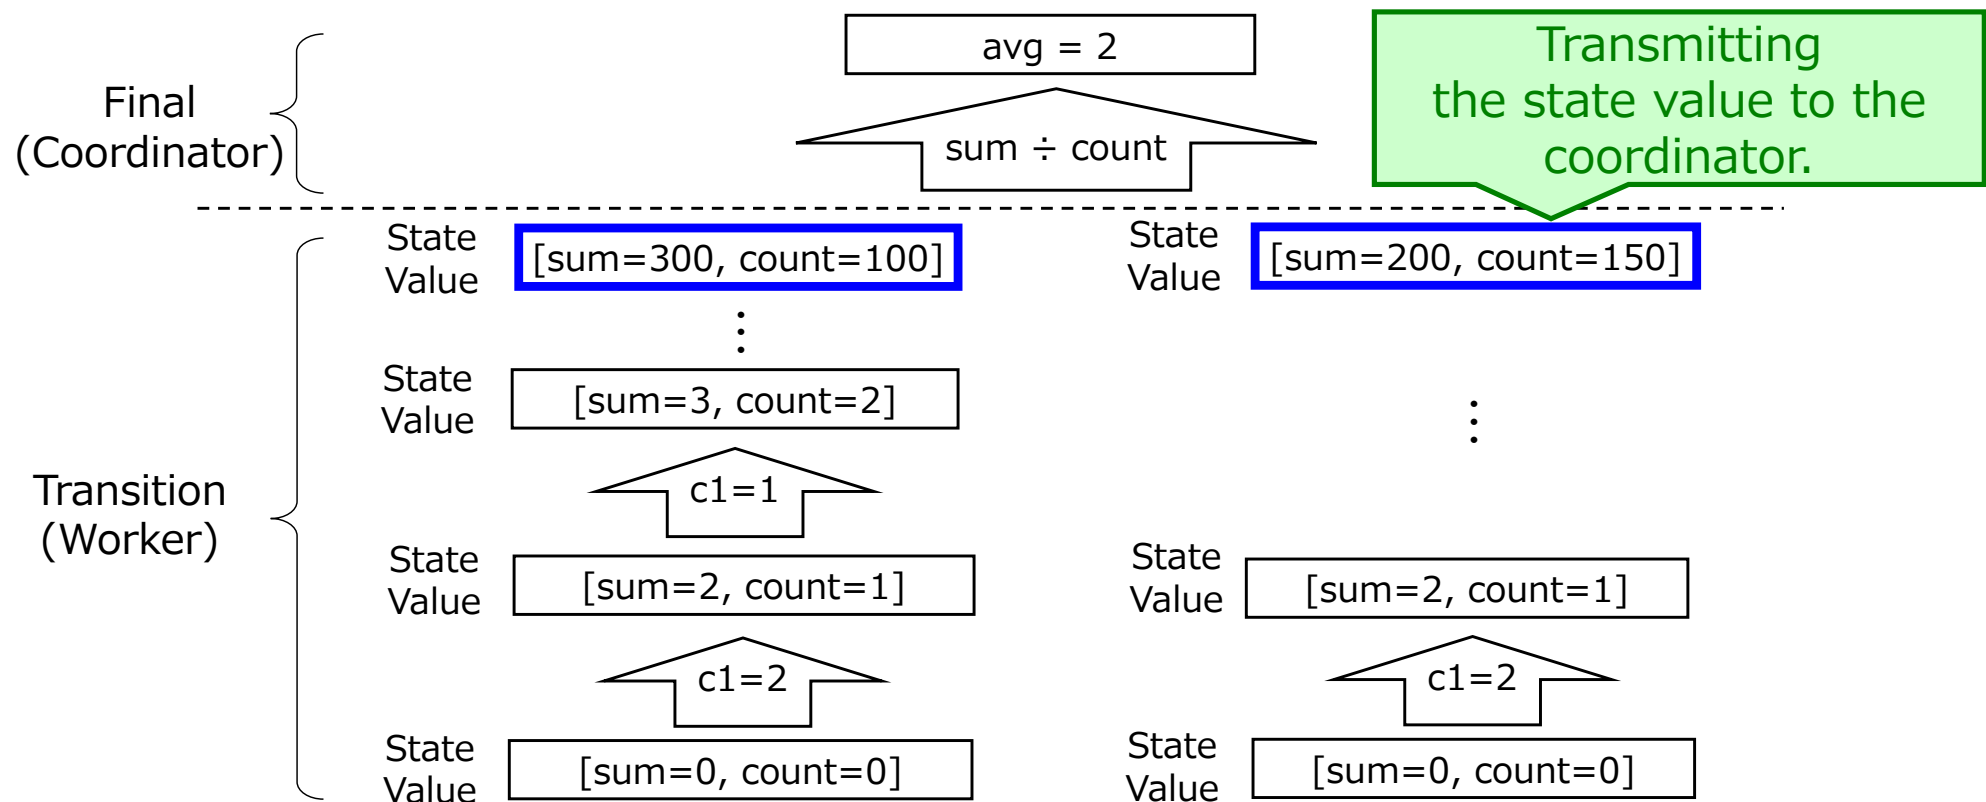 avg = 2
Transmitting
the state value to the
coordinator.
Final
(Coordinator)
sum ÷ count
State
Value
[sum=300, count=100]
State
Value
[sum=200, count=150]
⋮
State
Value
[sum=3, count=2]
⋮
c1=1
Transition
(Worker)
State
Value
[sum=2, count=1]
State
Value
[sum=2, count=1]
c1=2
c1=2
State
Value
[sum=0, count=0]
State
Value
[sum=0, count=0]